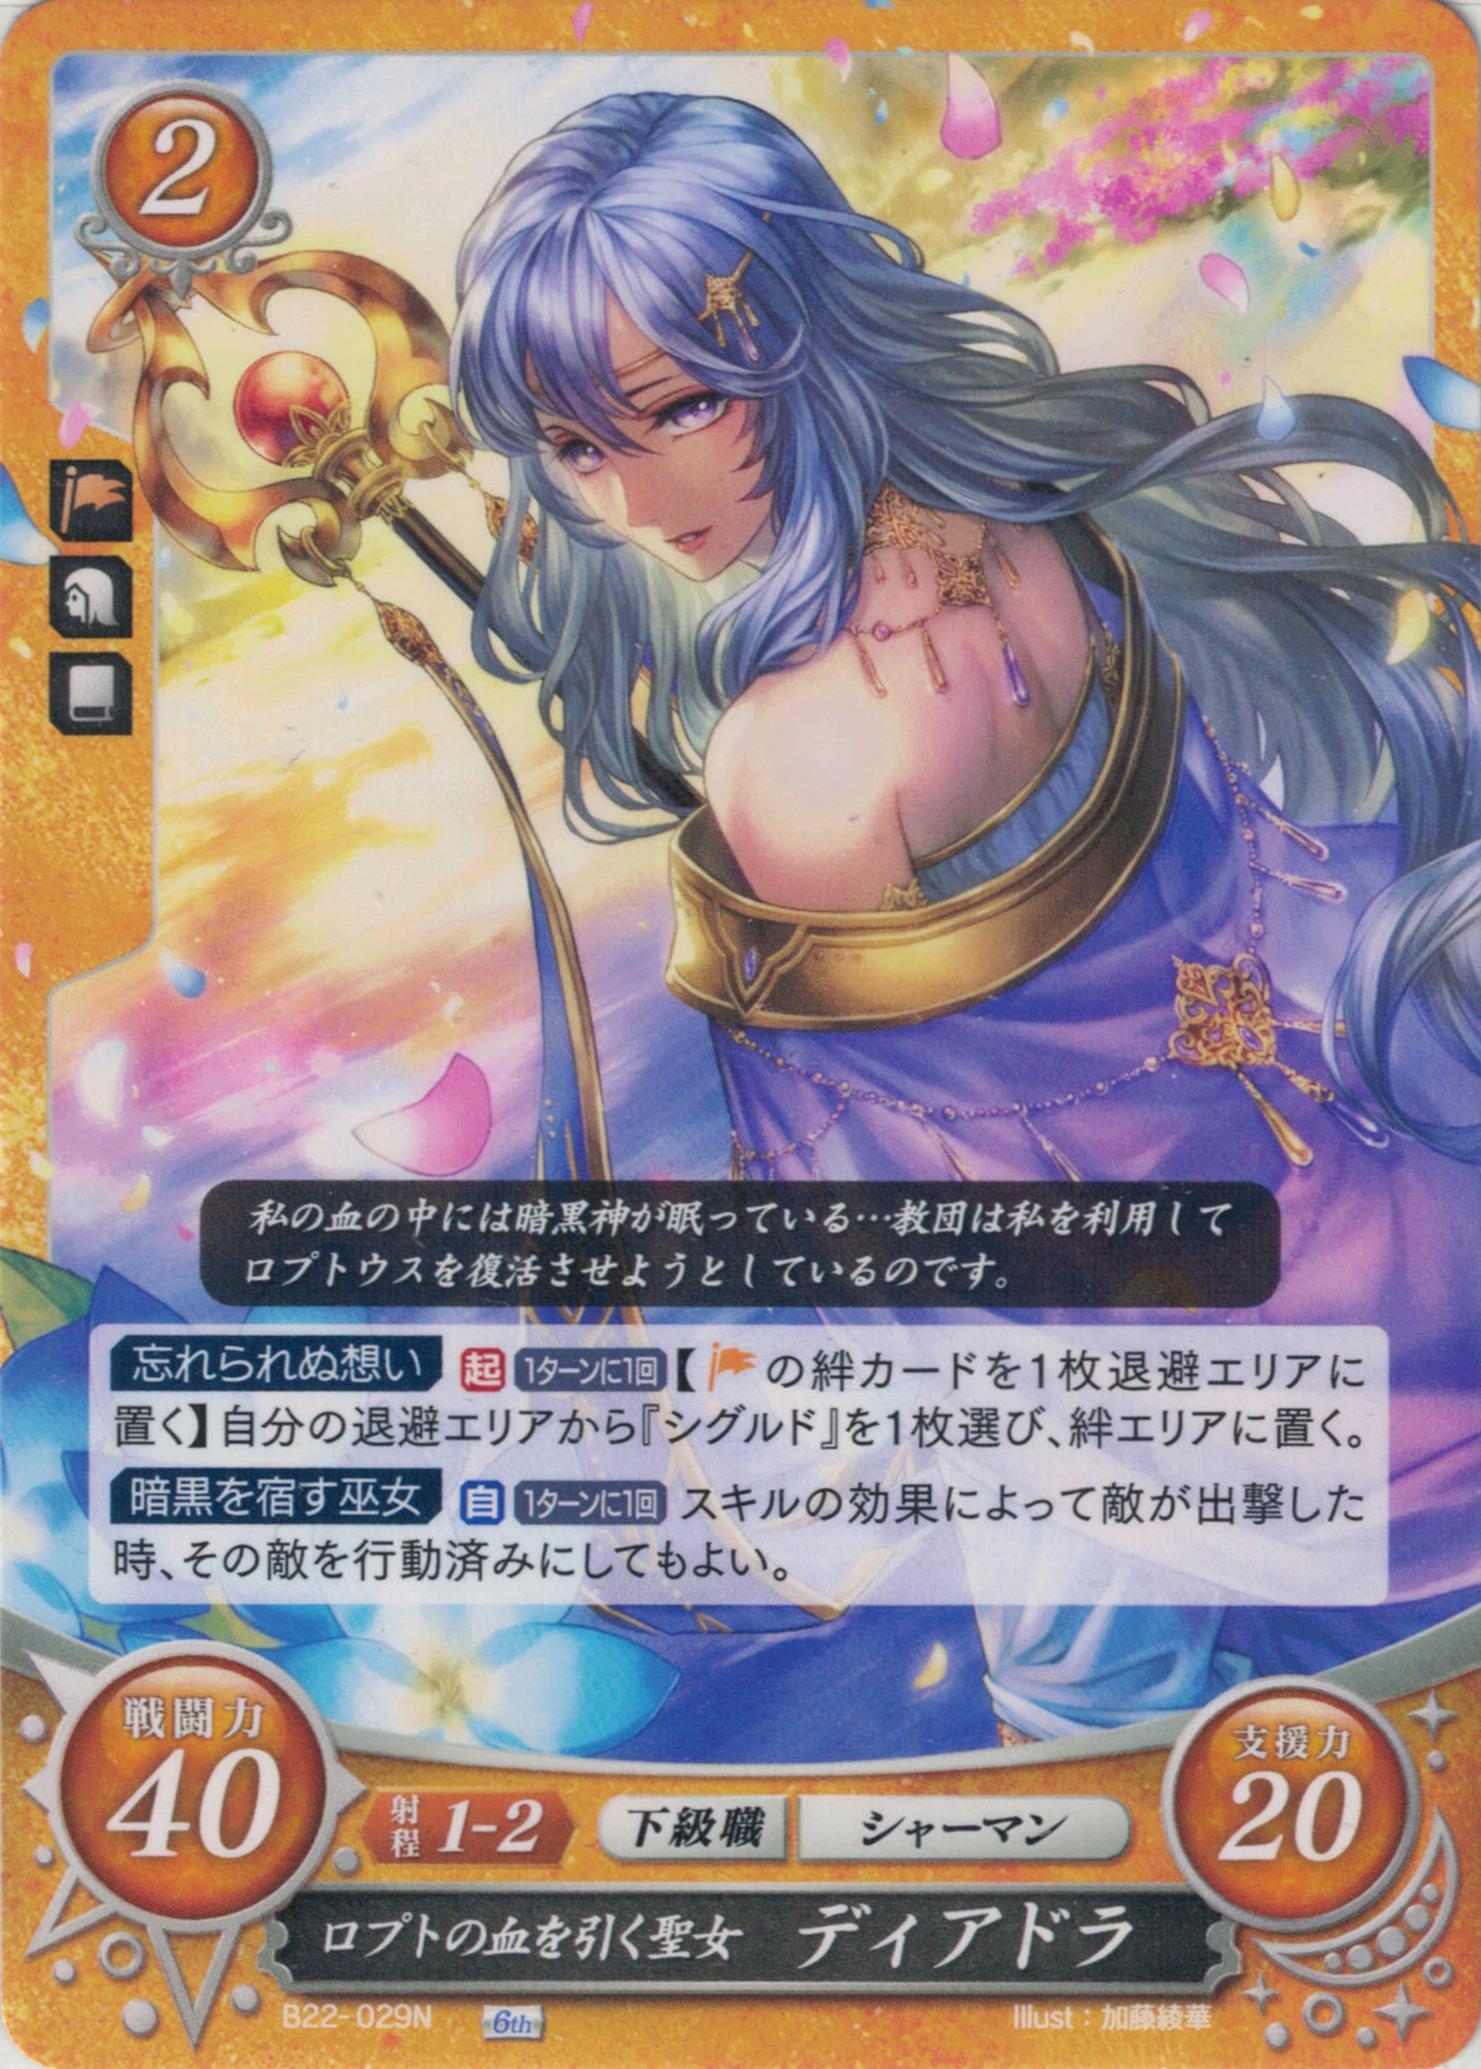 2
私の血の中には暗黒神が眠っている…教団は私を利用して
ロプトウスを復活させようとしているのです。
忘れられぬ想い 起 1ターンに1回【の絆カードを1枚退避エリアに
置く】自分の退避エリアから『シグルド』を1枚選び、絆エリアに置く。
暗黒を宿す巫女 自 1ターンに1回 スキルの効果によって敵が出撃した
時、その敵を行動済みにしてもよい。
戦闘力
40
射程 1-2
下級職 シャーマン
支援力
20
ロプトの血を引く聖女 ディアドラ
B22-029N 6th Illust：加藤綾華